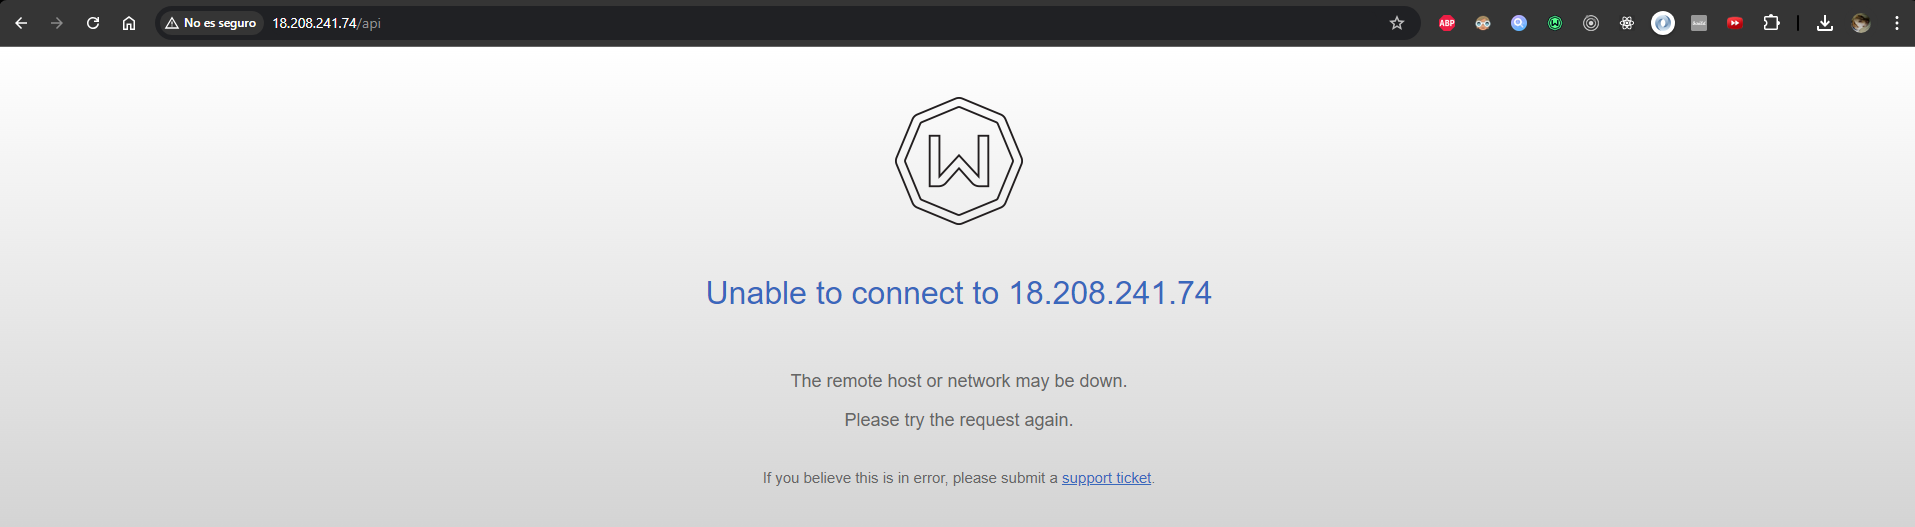 No es seguro 18.208.241.74/api
ABP
W
Unable to connect to 18.208.241.74
The remote host or network may be down.
Please try the request again.
If you believe this is in error, please submit a support ticket.